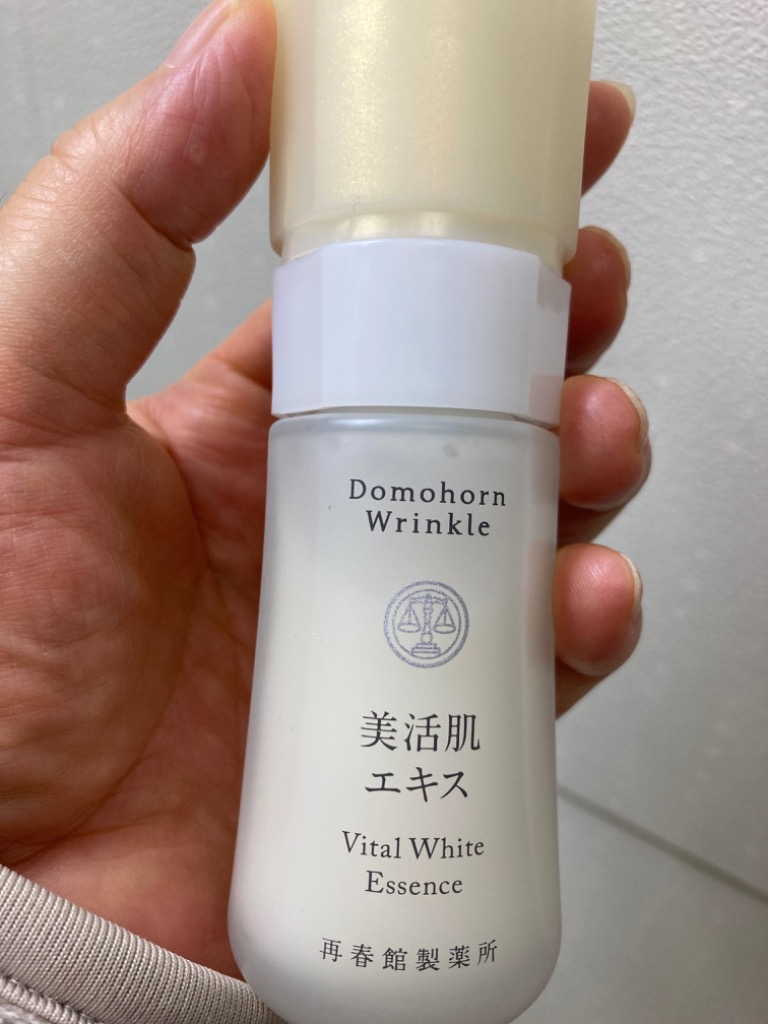 Domohorn
Wrinkle
美活肌
エキス
Vital White
Essence
再春館製薬所